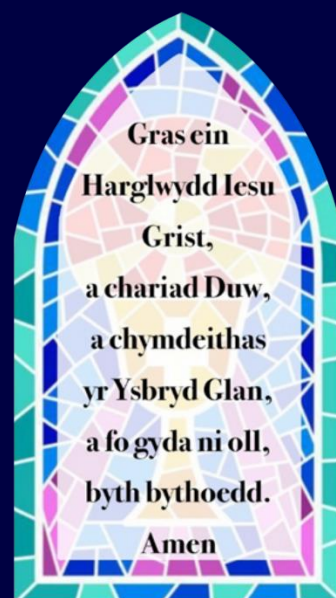 Gras ein
Harglwydd Iesu
Grist,
a chariad Duw,
a chymdeithas
yr Ysbryd Glan,
a fo gyda ni oll,
byth bythoedd.
Amen